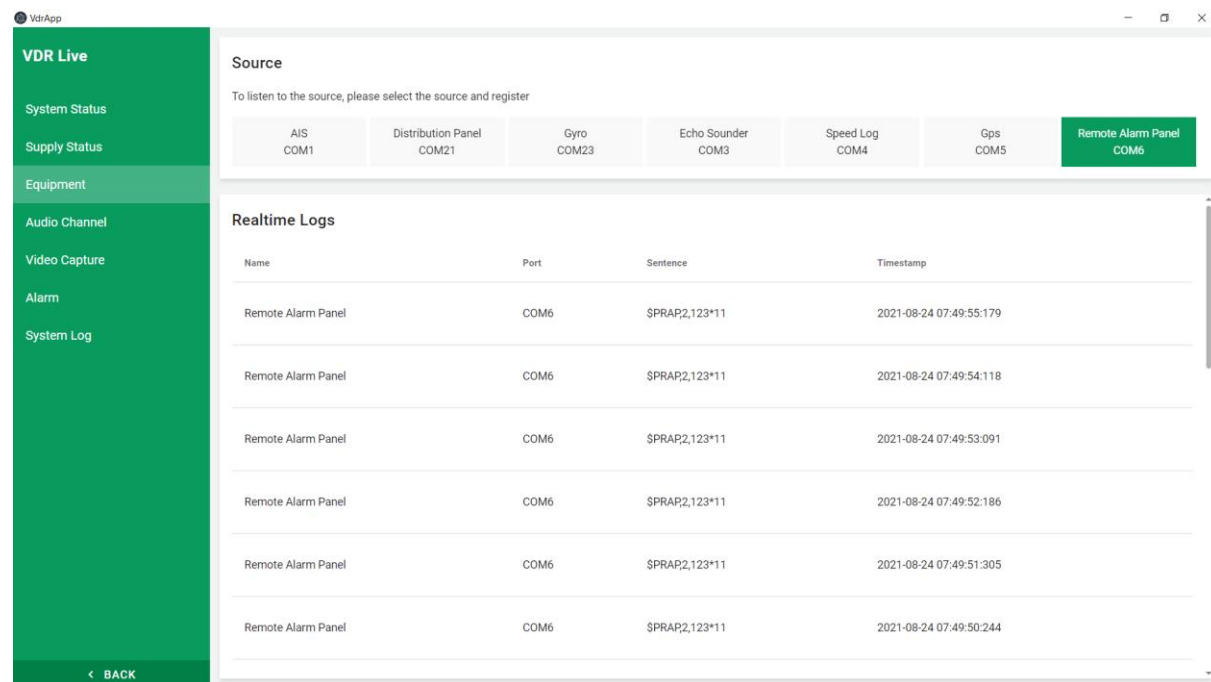 VdrApp
VDR Live
System Status
Supply Status
Equipment
Audio Channel
Video Capture
Alarm
System Log
< BACK
Source
To listen to the source, please select the source and register
AIS
COM1
Distribution Panel
COM21
Gyro
COM23
Echo Sounder
COM3
Speed Log
COM4
Gps
COM5
Remote Alarm Panel
COM6
Realtime Logs
Name Port Sentence Timestamp
Remote Alarm Panel COM6 $PRAP,2,123*11 2021-08-24 07:49:55:179
Remote Alarm Panel COM6 $PRAP,2,123*11 2021-08-24 07:49:54:118
Remote Alarm Panel COM6 $PRAP,2,123*11 2021-08-24 07:49:53:091
Remote Alarm Panel COM6 $PRAP,2,123*11 2021-08-24 07:49:52:186
Remote Alarm Panel COM6 $PRAP,2,123*11 2021-08-24 07:49:51:305
Remote Alarm Panel COM6 $PRAP,2,123*11 2021-08-24 07:49:50:244